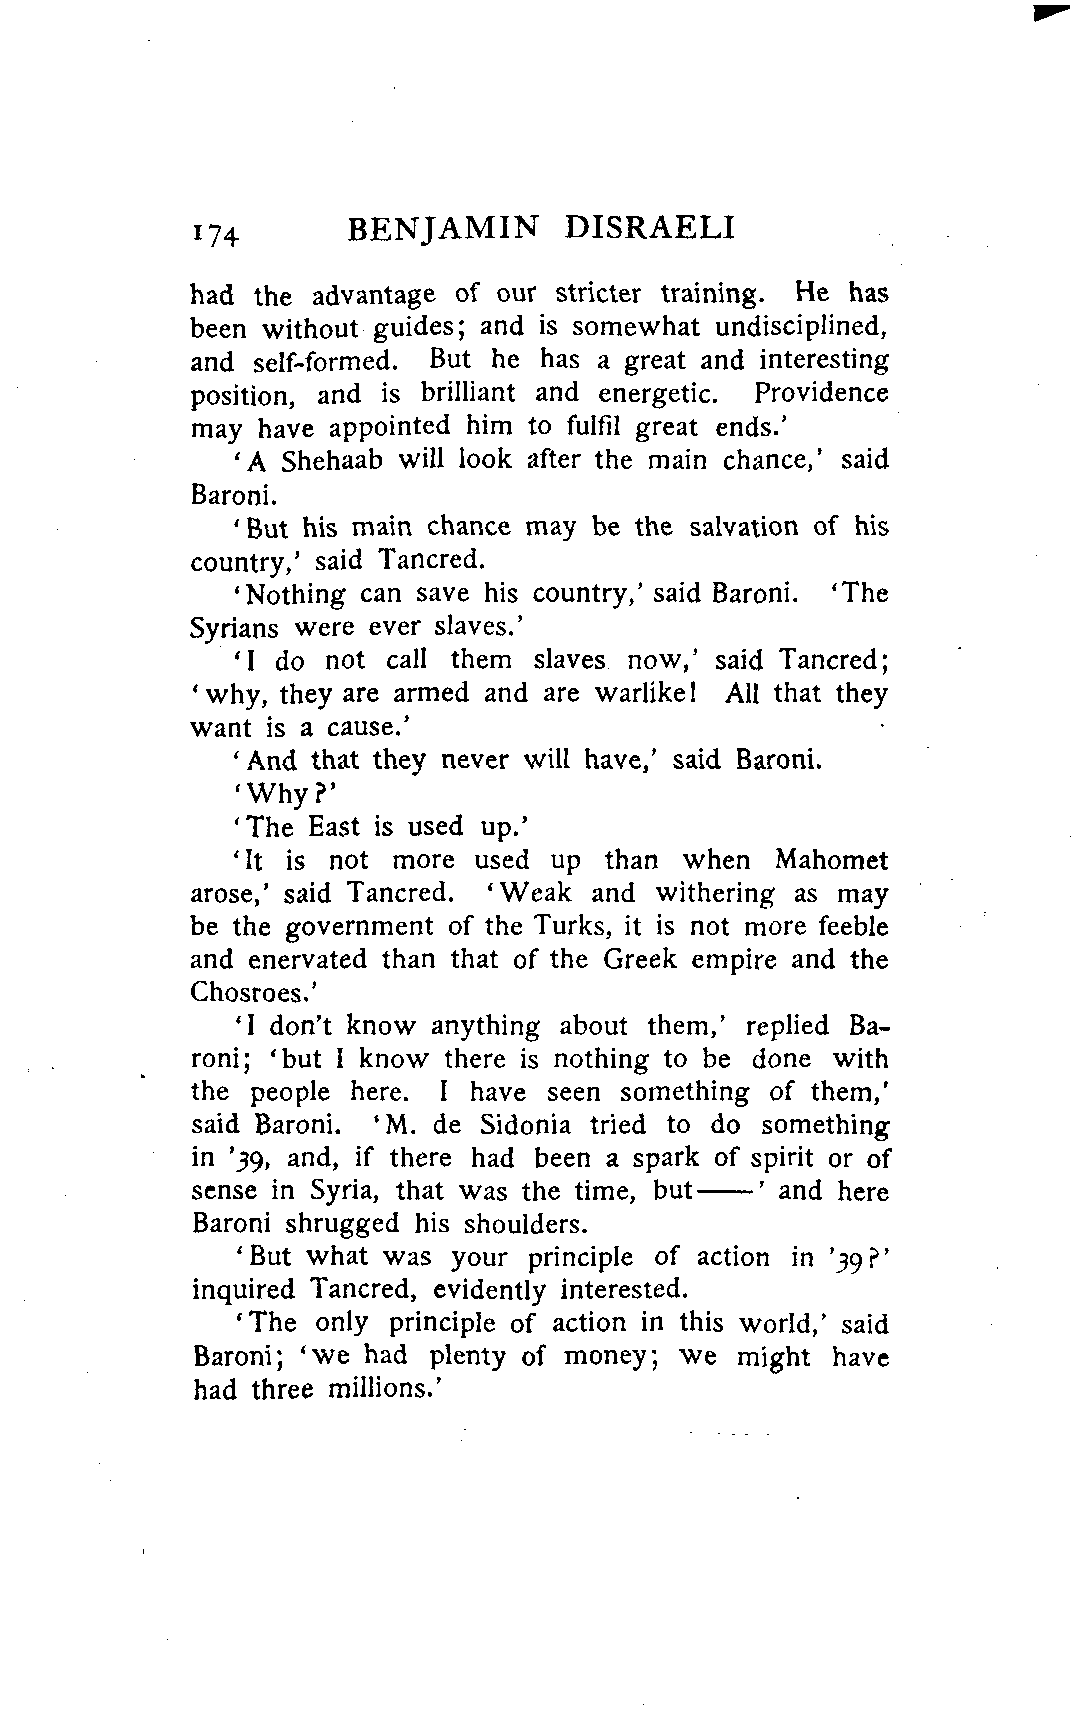 174 BENJAMIN DISRAELI
had the advantage of our stricter training. He has
been without guides; and is somewhat undisciplined,
and self-formed. But he has a great and interesting
position, and is brilliant and energetic. Providence
may have appointed him to fulfil great ends.'
'A Shehaab will look after the main chance,' said
Baroni.
'But his main chance may be the salvation of his
country,' said Tancred.
'Nothing can save his country,' said Baroni. 'The
Syrians were ever slaves.'
'I do not call them slaves now,' said Tancred;
'why, they are armed and are warlike! All that they
want is a cause.'
'And that they never will have,' said Baroni.
'Why?'
'The East is used up.'
'It is not more used up than when Mahomet
arose,' said Tancred. 'Weak and withering as may
be the government of the Turks, it is not more feeble
and enervated than that of the Greek empire and the
Chosroes.'
'I don't know anything about them,' replied Ba-
roni; 'but I know there is nothing to be done with
the people here. I have seen something of them,'
said Baroni. 'M. de Sidonia tried to do something
in '39, and, if there had been a spark of spirit or of
sense in Syria, that was the time, but——' and here
Baroni shrugged his shoulders.
'But what was your principle of action in '39?'
inquired Tancred, evidently interested.
'The only principle of action in this world,' said
Baroni; 'we had plenty of money; we might have
had three millions.'